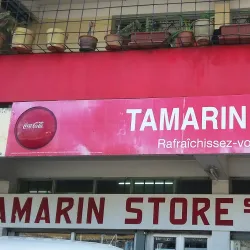 Coca-Cola
TAMARIN
Rafraîchissez-vo
AMARIN STORE